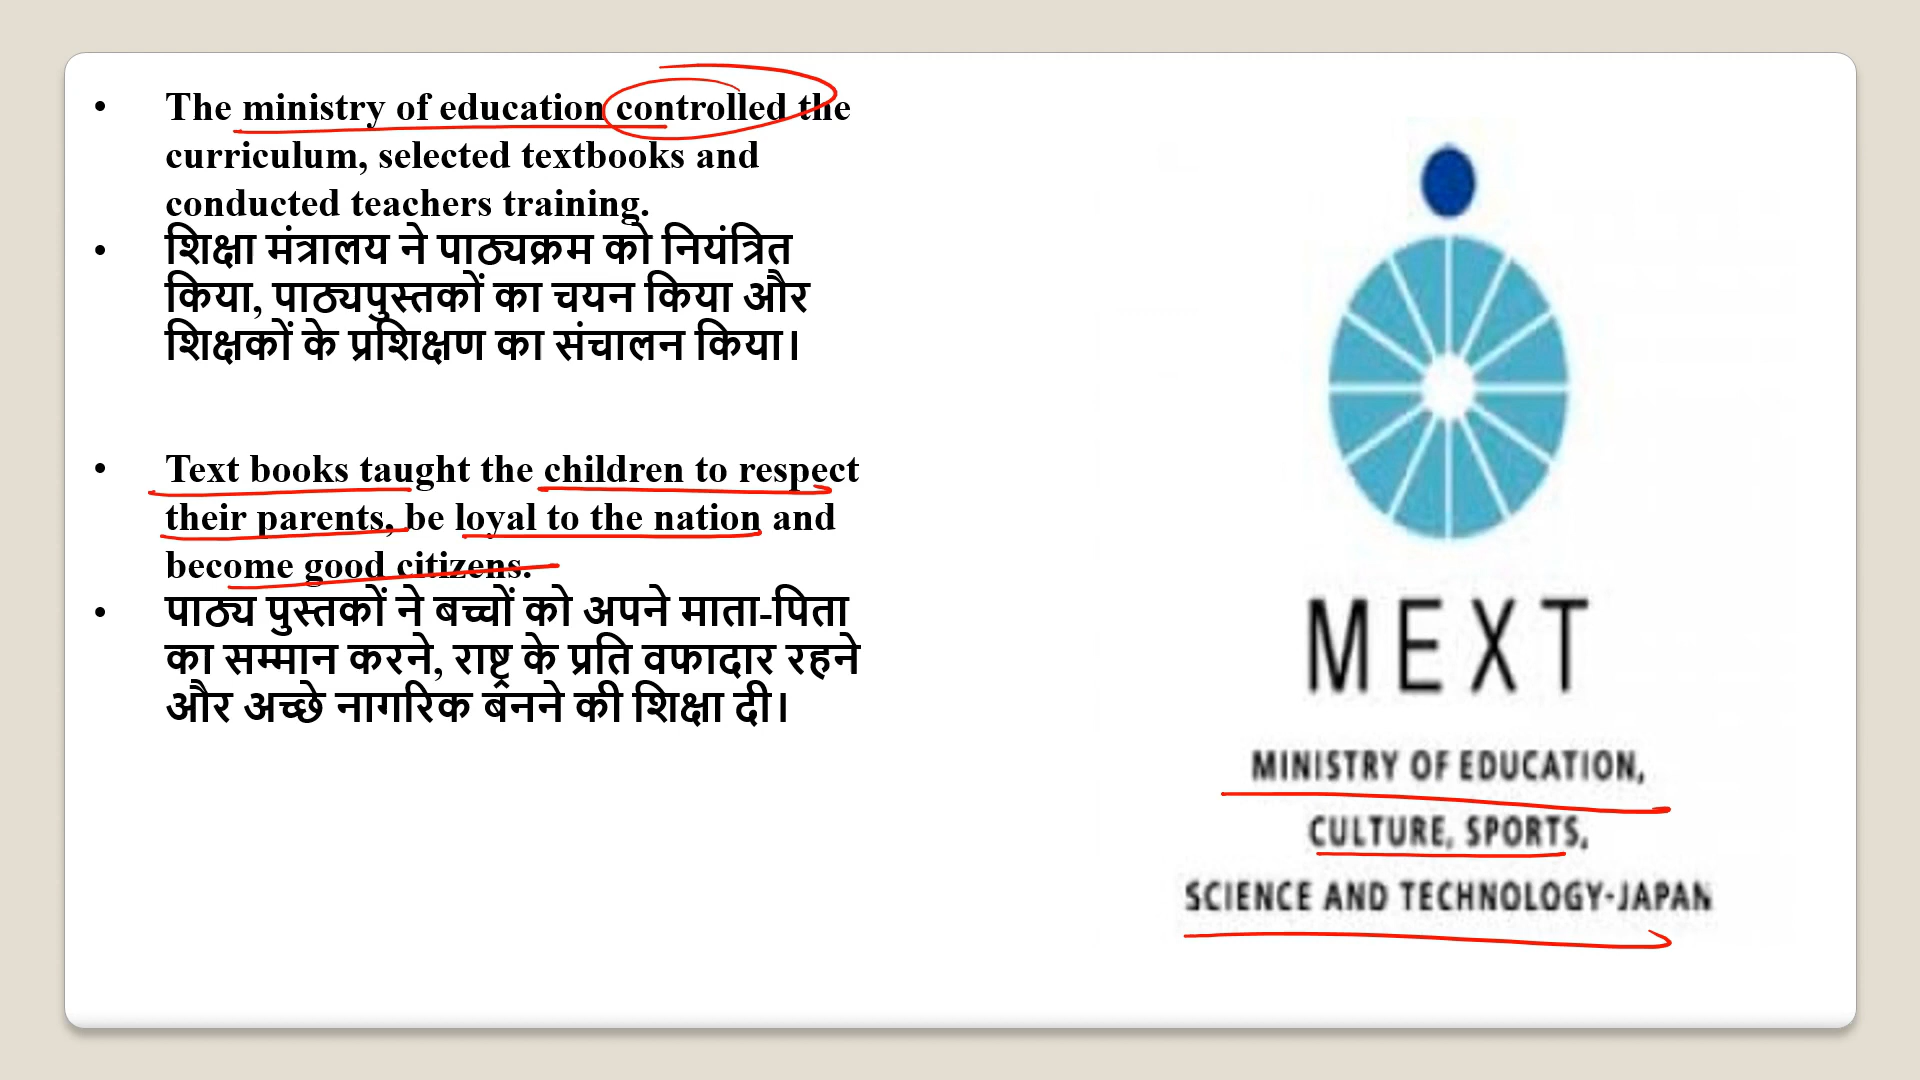 • The ministry of education controlled the
curriculum, selected textbooks and
conducted teachers training.
• शिक्षा मंत्रालय ने पाठ्यक्रम को नियंत्रित
किया, पाठ्यपुस्तकों का चयन किया और
शिक्षकों के प्रशिक्षण का संचालन किया।
• Text books taught the children to respect
their parents, be loyal to the nation and
become good citizens.
• पाठ्य पुस्तकों ने बच्चों को अपने माता-पिता
का सम्मान करने, राष्ट्र के प्रति वफादार रहने
और अच्छे नागरिक बनने की शिक्षा दी।
MEXT
MINISTRY OF EDUCATION,
CULTURE, SPORTS,
SCIENCE AND TECHNOLOGY-JAPAN